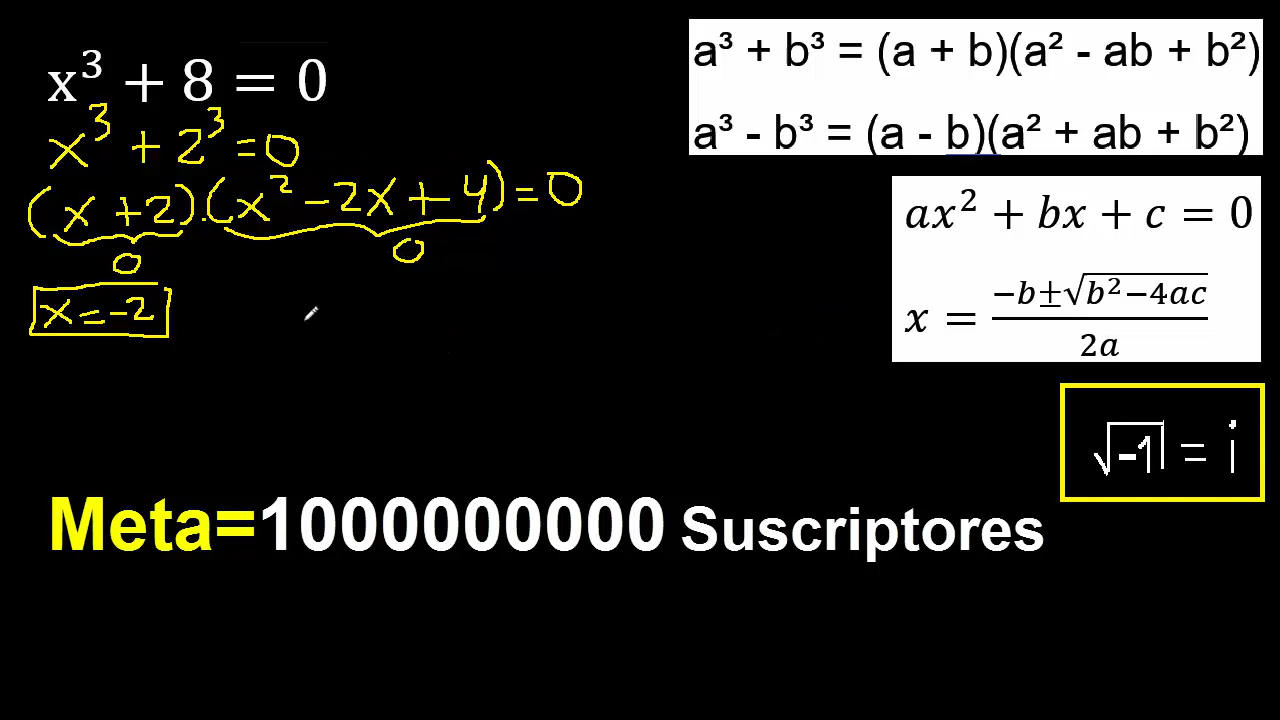 x³ + 8 = 0
x³ + 2³ = 0
(x + 2).(x² - 2x + 4) = 0
0 0
x = -2
a³ + b³ = (a + b)(a² - ab + b²)
a³ - b³ = (a - b)(a² + ab + b²)
ax² + bx + c = 0
x = −b±√b²−4ac / 2a
√-1 = i
Meta=1000000000 Suscriptores